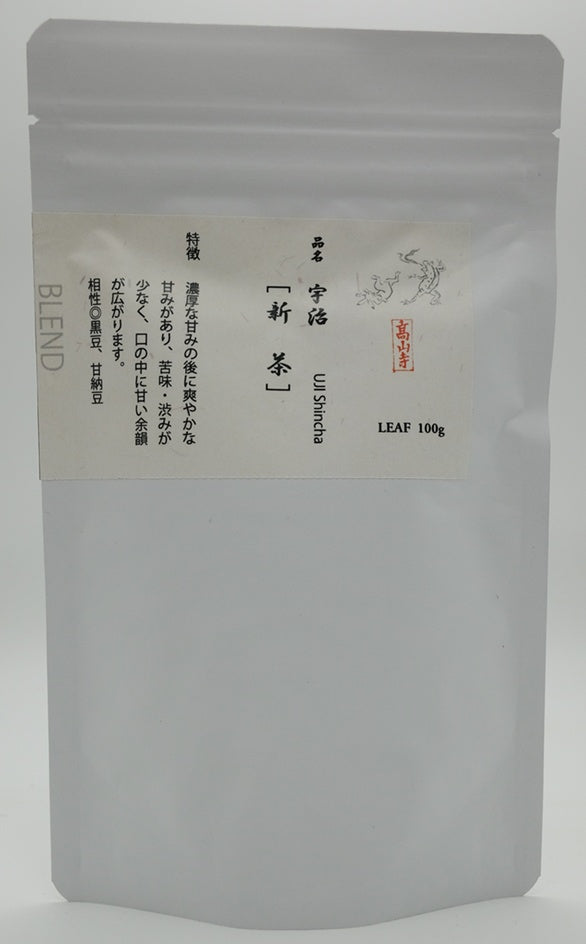 高山寺
LEAF 100g
品名 宇治 UJI Shincha
[新 茶]
特徴 濃厚な甘みの後に爽やかな
甘みがあり、苦味・渋みが
少なく、口の中に甘い余韻
が広がります。
相性◎黒豆、甘納豆
BLEND